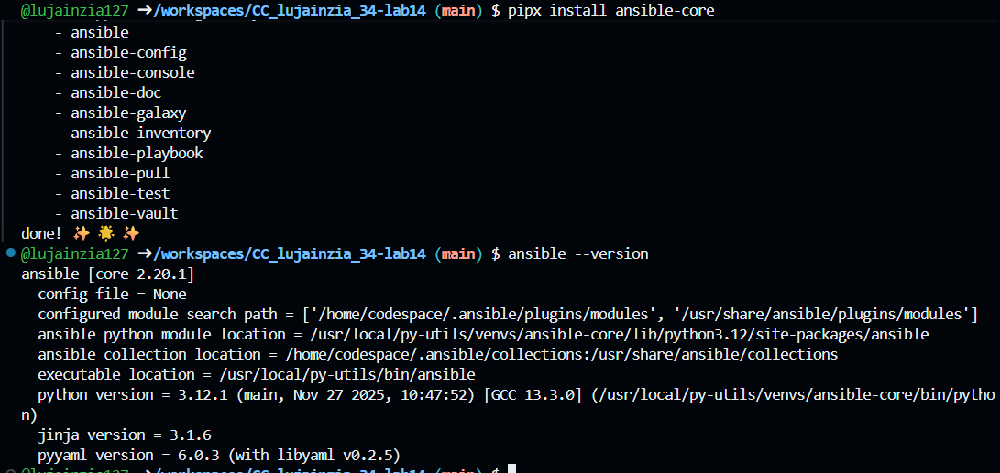 @lujainzia127 ➜/workspaces/CC_lujainzia_34-lab14 (main) $ pipx install ansible-core
- ansible
- ansible-config
- ansible-console
- ansible-doc
- ansible-galaxy
- ansible-inventory
- ansible-playbook
- ansible-pull
- ansible-test
- ansible-vault
done! ✨ 🌟 ✨
@lujainzia127 ➜/workspaces/CC_lujainzia_34-lab14 (main) $ ansible --version
ansible [core 2.20.1]
config file = None
configured module search path = ['/home/codespace/.ansible/plugins/modules', '/usr/share/ansible/plugins/modules']
ansible python module location = /usr/local/py-utils/venvs/ansible-core/lib/python3.12/site-packages/ansible
ansible collection location = /home/codespace/.ansible/collections:/usr/share/ansible/collections
executable location = /usr/local/py-utils/bin/ansible
python version = 3.12.1 (main, Nov 27 2025, 10:47:52) [GCC 13.3.0] (/usr/local/py-utils/venvs/ansible-core/bin/pytho
n)
jinja version = 3.1.6
pyyaml version = 6.0.3 (with libyaml v0.2.5)
@lujainzia127 ➜/workspaces/CC_lujainzia_34-lab14 (main) $